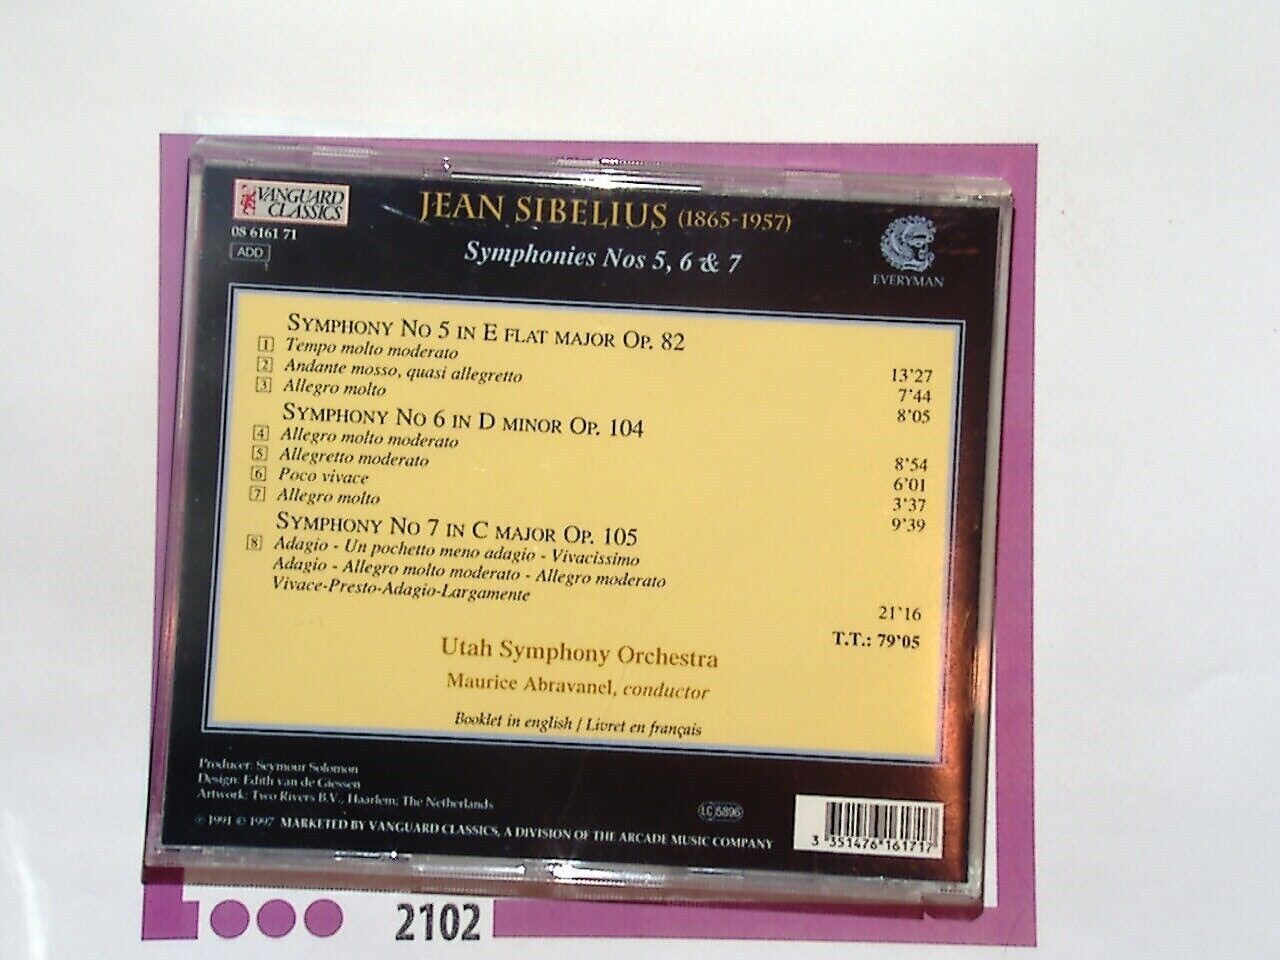 VANGUARD
CLASSICS
08 6161 71
ADD
JEAN SIBELIUS (1865-1957)
Symphonies Nos 5, 6 & 7
EVERYMAN
SYMPHONY NO 5 IN E FLAT MAJOR OP. 82
1 Tempo molto moderato 13'27
2 Andante mosso, quasi allegretto 7'44
3 Allegro molto 8'05
SYMPHONY NO 6 IN D MINOR OP. 104
4 Allegro molto moderato 8'54
5 Allegretto moderato 6'01
6 Poco vivace 3'37
7 Allegro molto 9'39
SYMPHONY NO 7 IN C MAJOR OP. 105
8 Adagio - Un pochetto meno adagio - Vivacissimo
Adagio - Allegro molto moderato - Allegro moderato
Vivace-Presto-Adagio-Largamente 21'16
T.T.: 79'05
Utah Symphony Orchestra
Maurice Abravanel, conductor
Booklet in english / Livret en français
Producer: Seymour Solomon
Design: Edith van de Giessen
Artwork: Two Rivers B.V., Haarlem; The Netherlands
℗ 1991 © 1997 MARKETED BY VANGUARD CLASSICS, A DIVISION OF THE ARCADE MUSIC COMPANY
LC 5896
3 351476 161717
2102